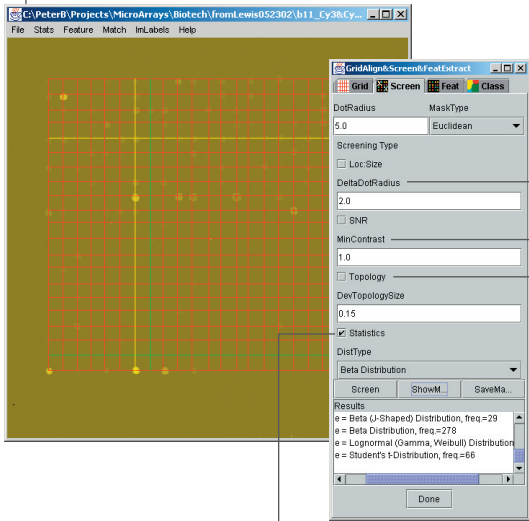 C:\PeterB\Projects\MicroArrays\Biotech\fromLewis052302\b11_Cy3&Cy...
File Stats Feature Match ImLabels Help
GridAlign&Screen&FeatExtract
Grid Screen Feat Class
DotRadius MaskType
5.0 Euclidean
Screening Type
Loc:Size
DeltaDotRadius
2.0
SNR
MinContrast
1.0
Topology
DevTopologySize
0.15
Statistics
DistType
Beta Distribution
Screen ShowM... SaveMa...
Results
e = Beta (J-Shaped) Distribution, freq.=29
e = Beta Distribution, freq.=278
e = Lognormal (Gamma, Weibull) Distribution
e = Student's t-Distribution, freq.=66
Done